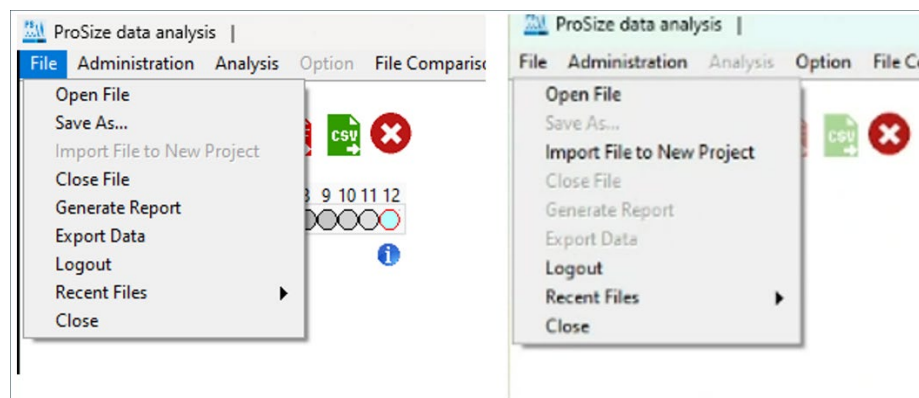 ProSize data analysis |
File Administration Analysis Option File Comparis
Open File
Save As...
Import File to New Project
Close File
Generate Report
Export Data
Logout
Recent Files
Close
CSV
9 10 11 12
i
ProSize data analysis |
File Administration Analysis Option File C
Open File
Save As...
Import File to New Project
Close File
Generate Report
Export Data
Logout
Recent Files
Close
CSV